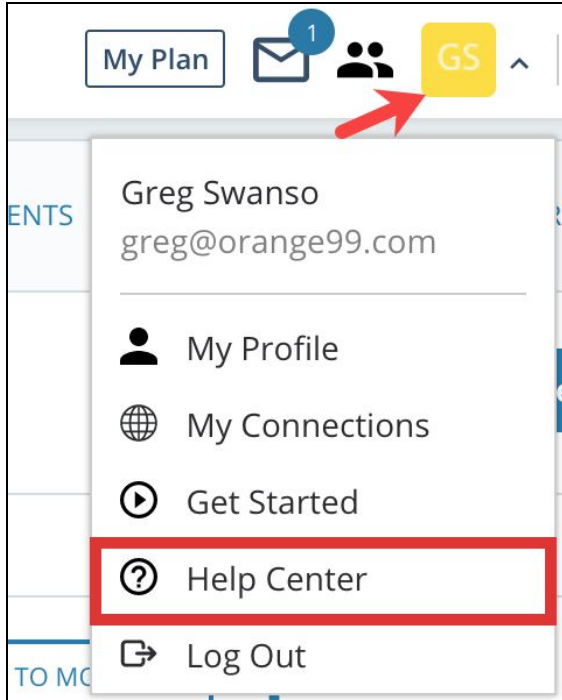 My Plan
1
GS
ENTS
Greg Swanso
greg@orange99.com
My Profile
My Connections
Get Started
Help Center
Log Out
TO MO